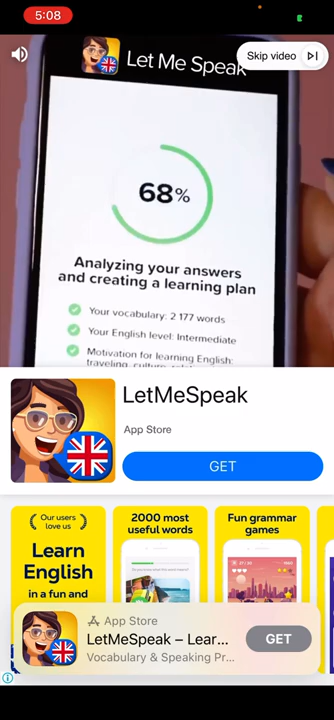 5:08
Let Me Speak
Skip video
68%
Analyzing your answers
and creating a learning plan
Your vocabulary: 2 177 words
Your English level: Intermediate
Motivation for learning English:
LetMeSpeak
App Store
GET
Our users
love us
Learn
English
in a fun and
2000 most
useful words
Fun grammar
games
App Store
LetMeSpeak – Lear...
Vocabulary & Speaking Pr...
GET